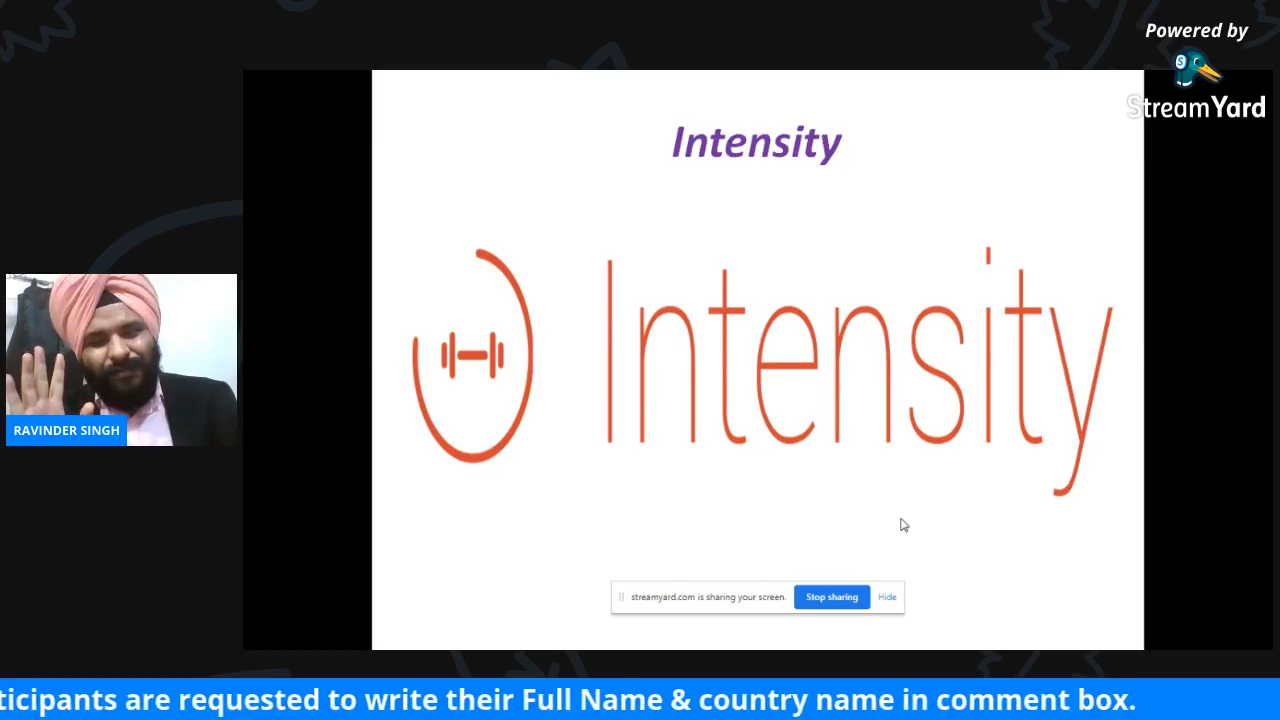 Powered by
StreamYard
Intensity
Intensity
RAVINDER SINGH
streamyard.com is sharing your screen.
Stop sharing
Hide
ticipants are requested to write their Full Name & country name in comment box.